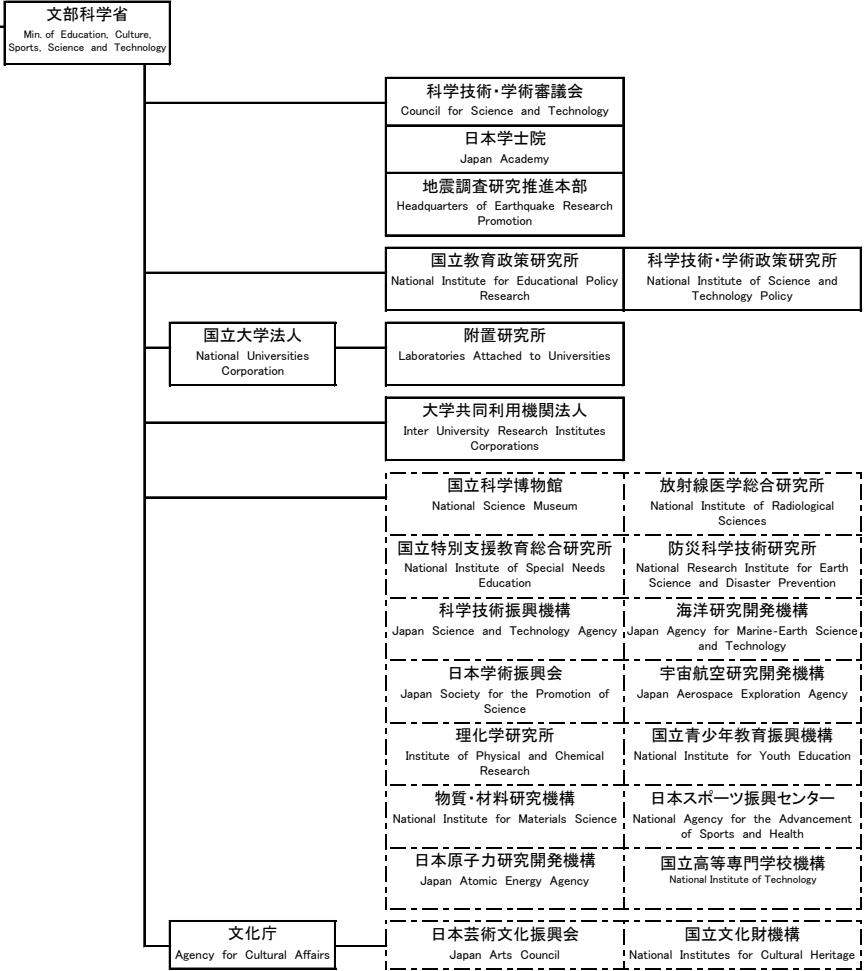 文部科学省
Min. of Education, Culture,
Sports, Science and Technology
科学技術・学術審議会
Council for Science and Technology
日本学士院
Japan Academy
地震調査研究推進本部
Headquarters of Earthquake Research
Promotion
国立教育政策研究所
National Institute for Educational Policy
Research
科学技術・学術政策研究所
National Institute of Science and
Technology Policy
国立大学法人
National Universities
Corporation
附置研究所
Laboratories Attached to Universities
大学共同利用機関法人
Inter University Research Institutes
Corporations
国立科学博物館
National Science Museum
放射線医学総合研究所
National Institute of Radiological
Sciences
国立特別支援教育総合研究所
National Institute of Special Needs
Education
防災科学技術研究所
National Research Institute for Earth
Science and Disaster Prevention
科学技術振興機構
Japan Science and Technology Agency
海洋研究開発機構
Japan Agency for Marine-Earth Science
and Technology
日本学術振興会
Japan Society for the Promotion of
Science
宇宙航空研究開発機構
Japan Aerospace Exploration Agency
理化学研究所
Institute of Physical and Chemical
Research
国立青少年教育振興機構
National Institute for Youth Education
物質・材料研究機構
National Institute for Materials Science
日本スポーツ振興センター
National Agency for the Advancement
of Sports and Health
日本原子力研究開発機構
Japan Atomic Energy Agency
国立高等専門学校機構
National Institute of Technology
文化庁
Agency for Cultural Affairs
日本芸術文化振興会
Japan Arts Council
国立文化財機構
National Institutes for Cultural Heritage